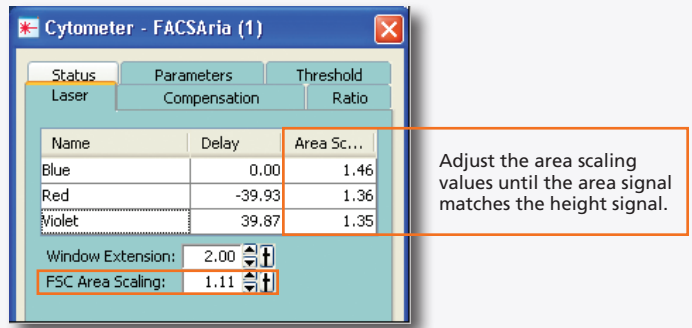 Cytometer - FACSAria (1)
Status Parameters Threshold
Laser Compensation Ratio
Name Delay Area Sc...
Blue 0.00 1.46
Red -39.93 1.36
Violet 39.87 1.35
Window Extension: 2.00
FSC Area Scaling: 1.11
Adjust the area scaling
values until the area signal
matches the height signal.